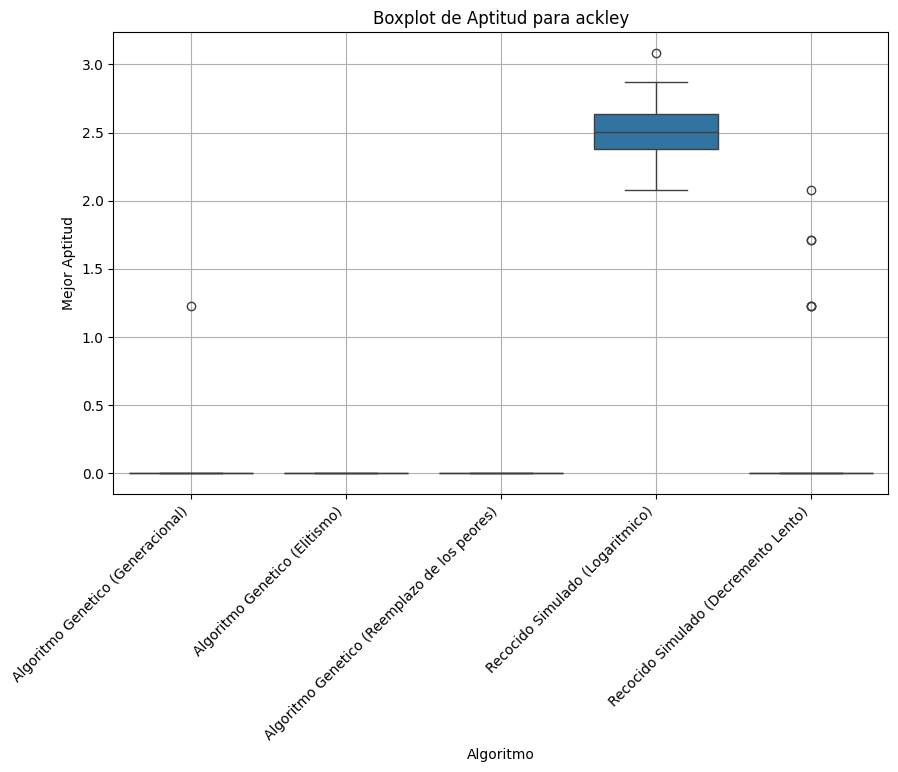 Boxplot de Aptitud para ackley
Mejor Aptitud
3.0
2.5
2.0
1.5
1.0
0.5
0.0
Algoritmo Genetico (Generacional)
Algoritmo Genetico (Elitismo)
Algoritmo Genetico (Reemplazo de los peores)
Recocido Simulado (Logaritmico)
Recocido Simulado (Decremento Lento)
Algoritmo